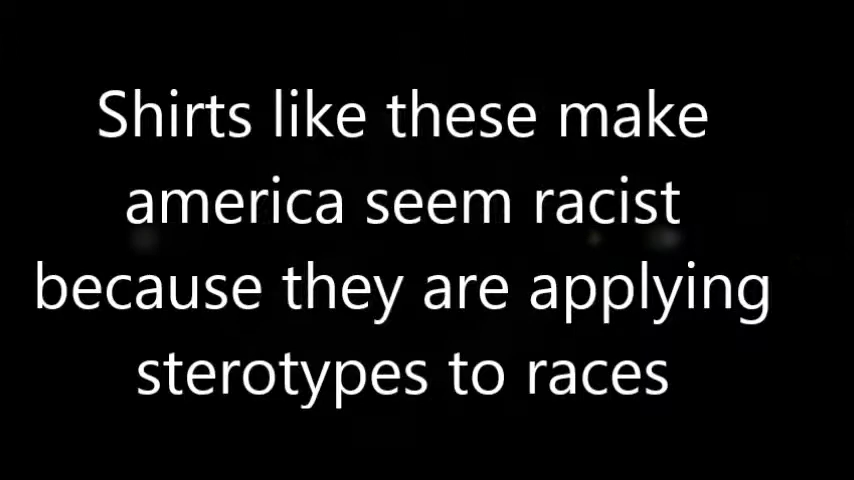 Shirts like these make
america seem racist
because they are applying
sterotypes to races